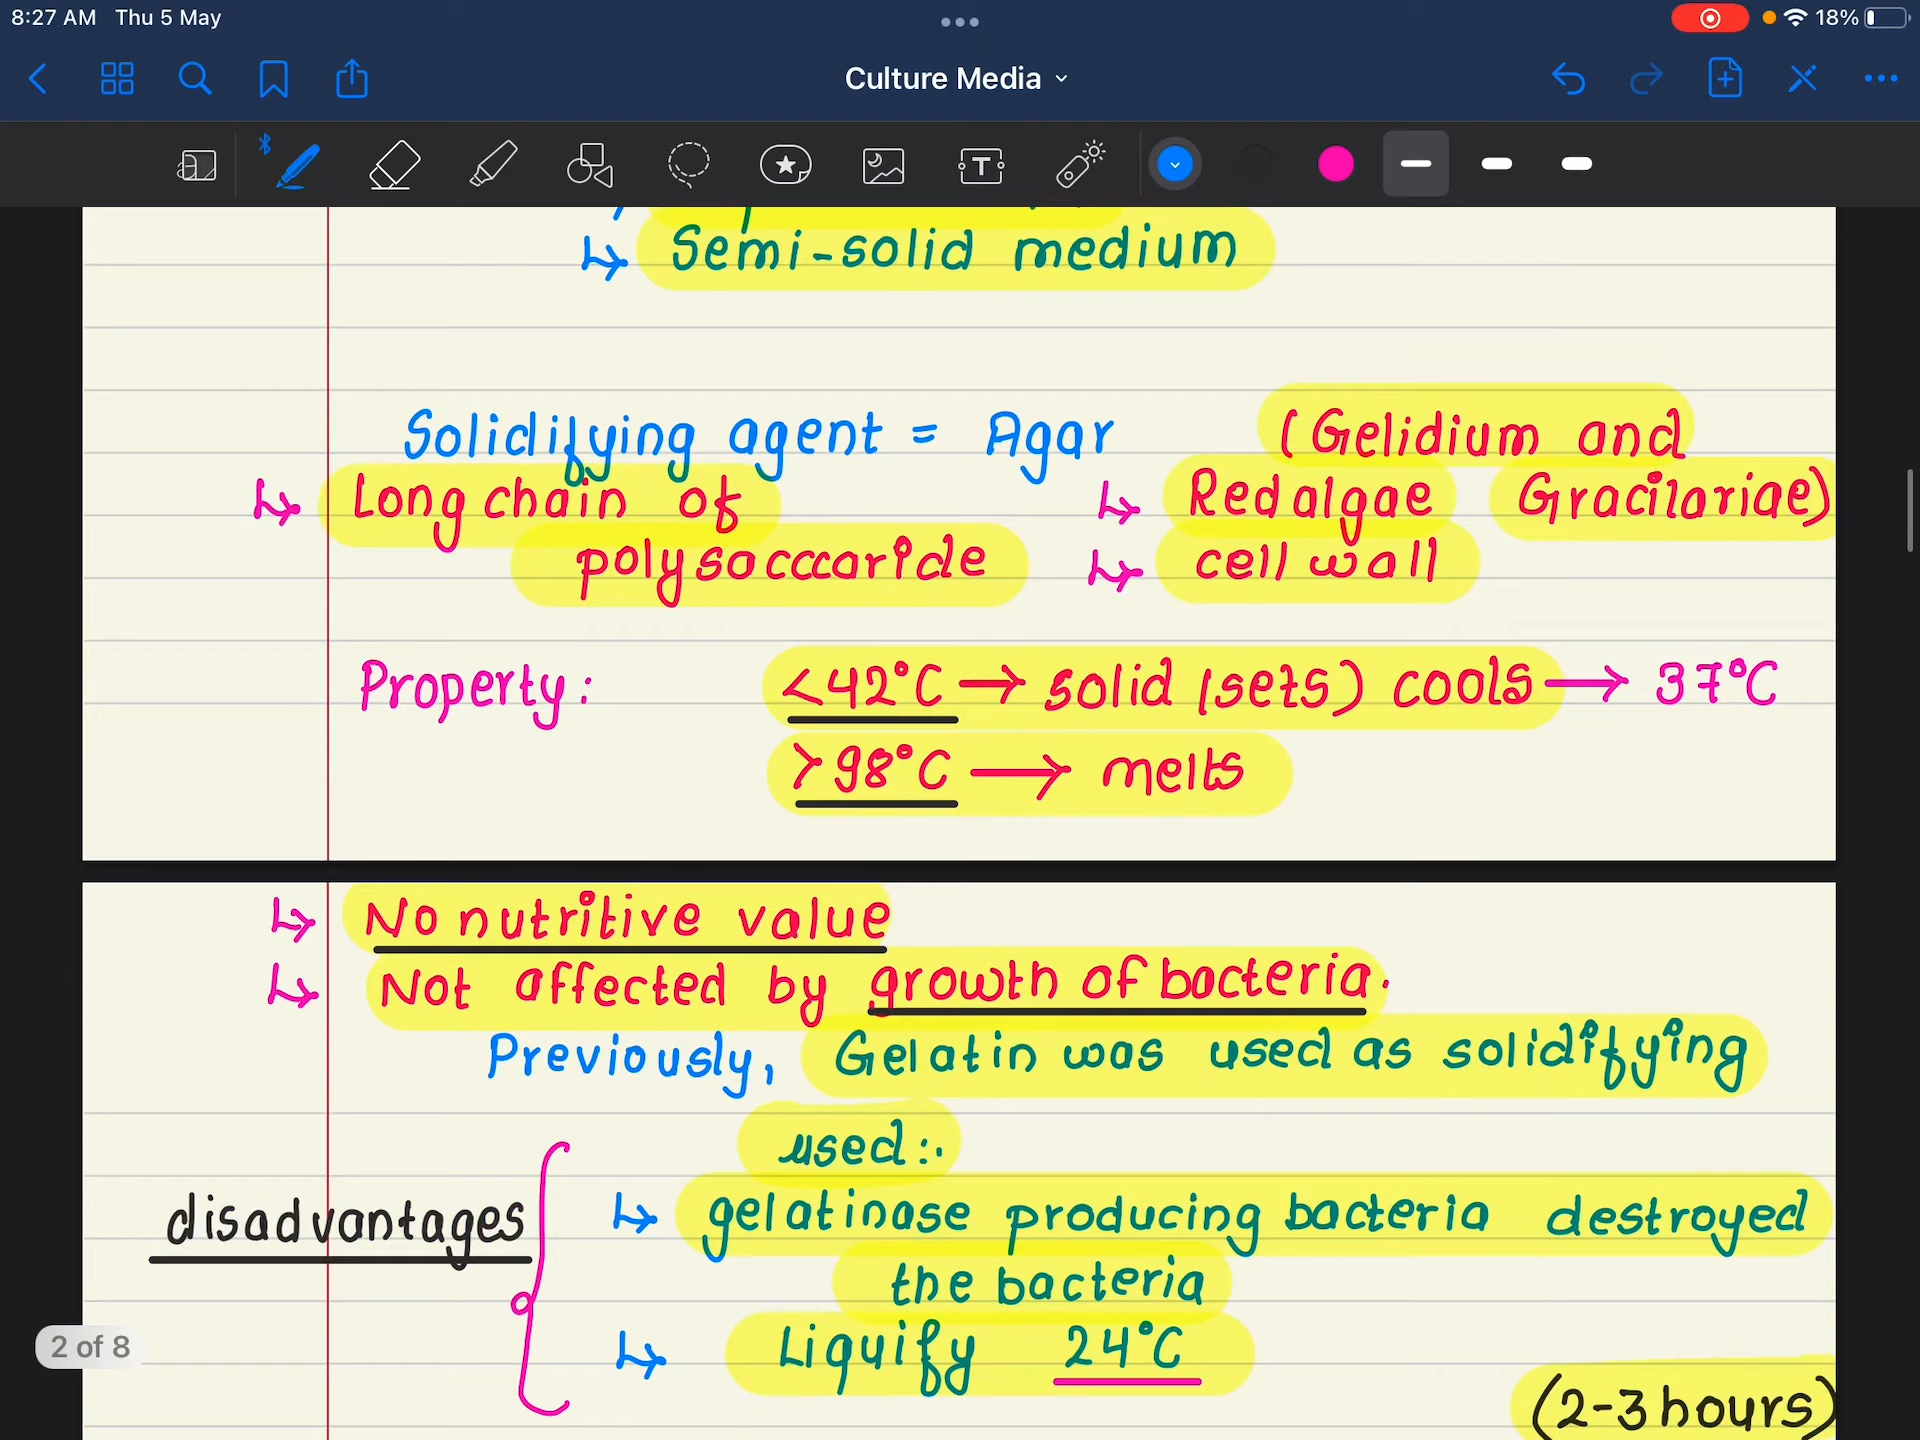 8:27 AM Thu 5 May
18%
Culture Media
Semi-solid medium
Solidifying agent = Agar (Gelidium and
↳ Long chain of ↳ Red algae Gracilariae)
polysacccaride ↳ cell wall
Property: <42°C → solid (sets) cools → 37°C
>98°C → melts
↳ No nutritive value
↳ Not affected by growth of bacteria.
Previously, Gelatin was used as solidifying
used :.
disadvantages ↳ gelatinase producing bacteria destroyed
the bacteria
↳ Liquify 24°C
2 of 8
(2-3 hours)